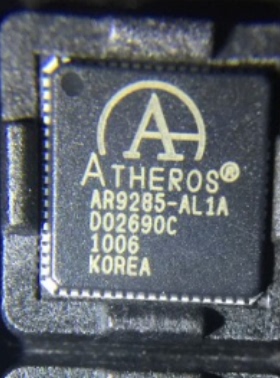 A
ATHEROS®
AR9285-AL1A
D02690C
1006
KOREA